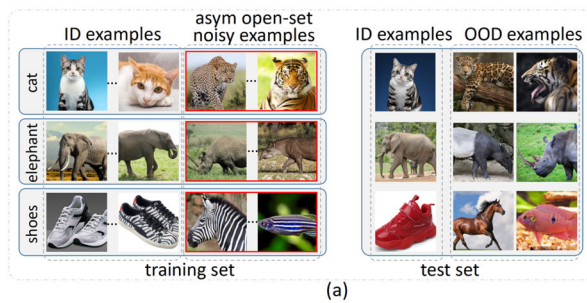 ID examples
asym open-set
noisy examples
ID examples
OOD examples
cat
elephant
shoes
training set
test set
(a)